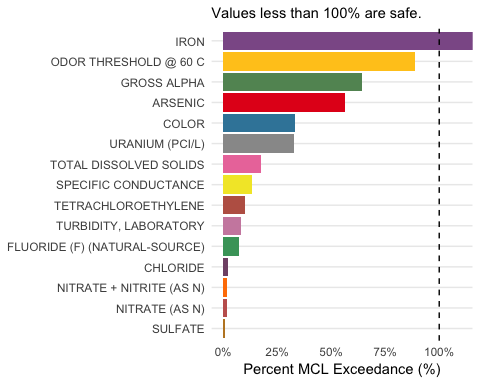 Values less than 100% are safe.
IRON
ODOR THRESHOLD @ 60 C
GROSS ALPHA
ARSENIC
COLOR
URANIUM (PCI/L)
TOTAL DISSOLVED SOLIDS
SPECIFIC CONDUCTANCE
TETRACHLOROETHYLENE
TURBIDITY, LABORATORY
FLUORIDE (F) (NATURAL-SOURCE)
CHLORIDE
NITRATE + NITRITE (AS N)
NITRATE (AS N)
SULFATE
0% 25% 50% 75% 100%
Percent MCL Exceedance (%)